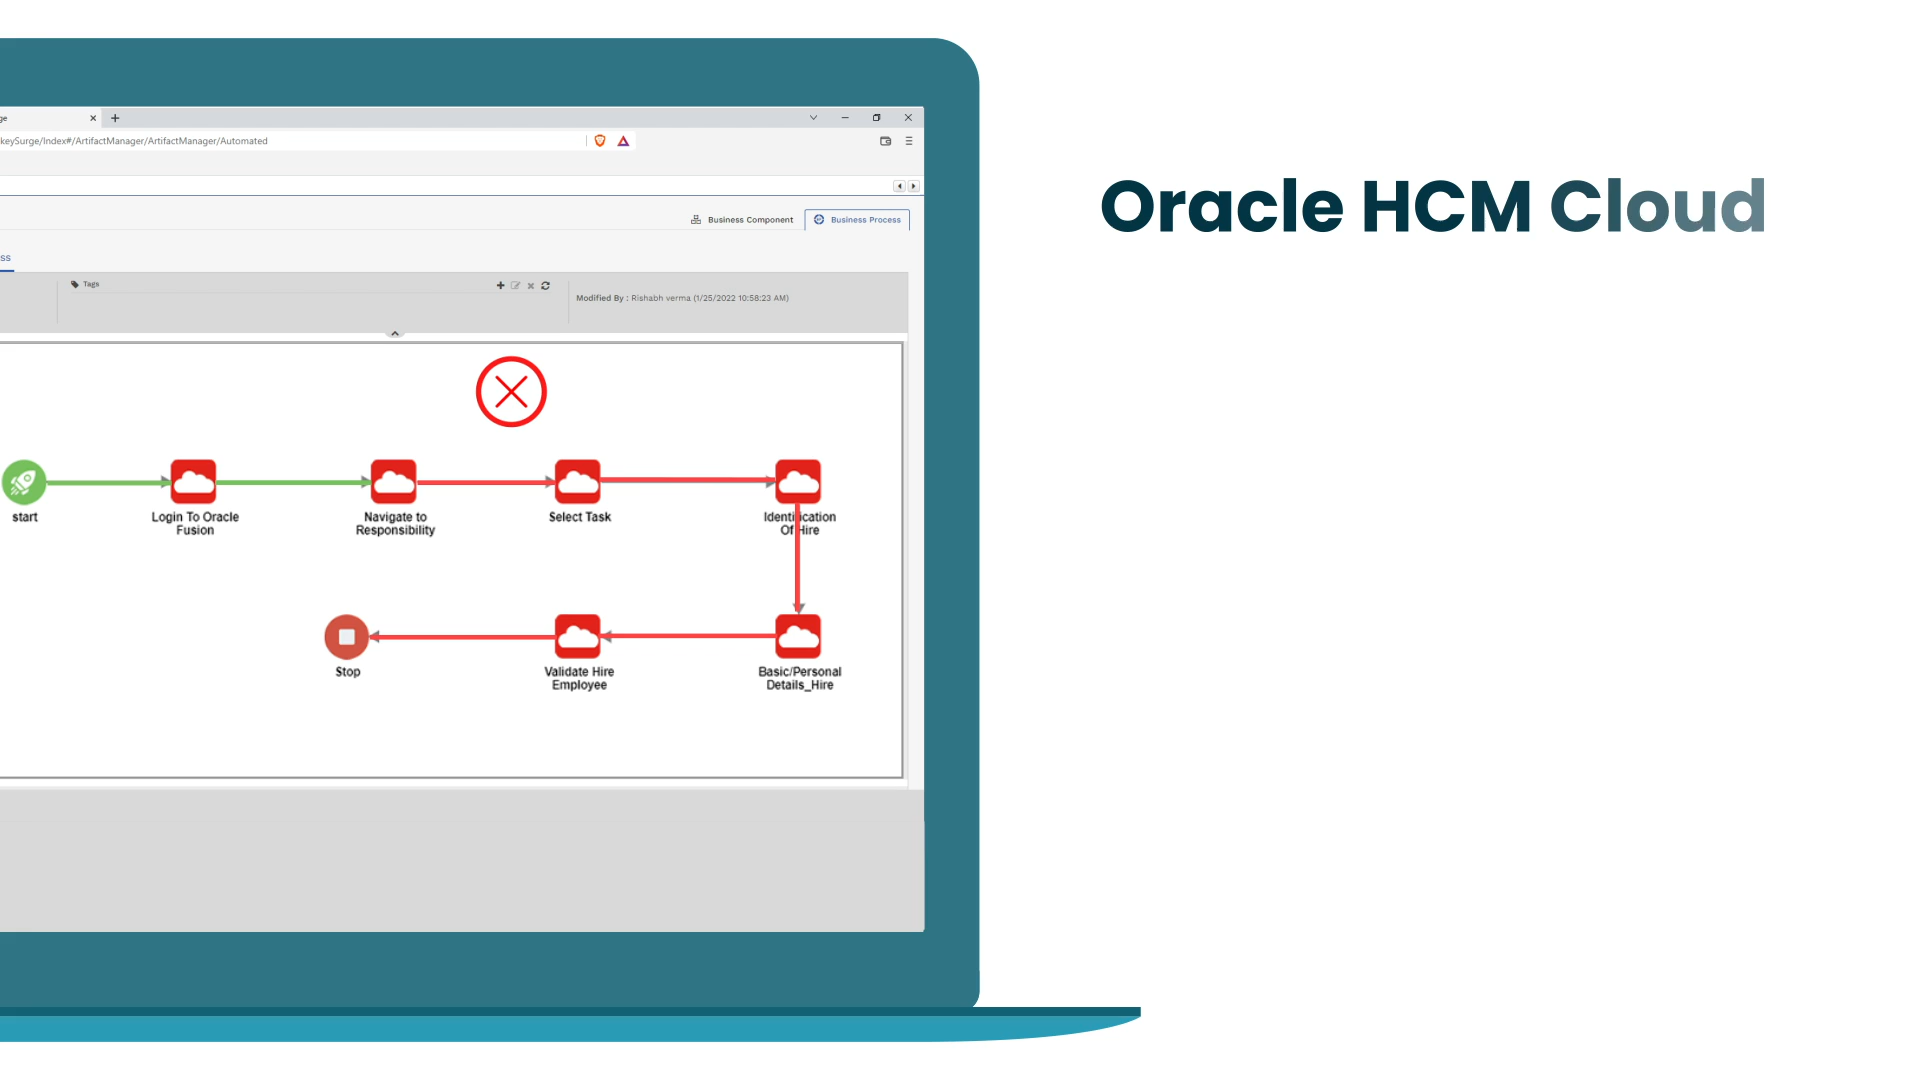 ge
keySurge/Index#/ArtifactManager/ArtifactManager/Automated
Oracle HCM Cloud
Business Component
Business Process
ss
Tags
Modified By : Rishabh verma (1/25/2022 10:58:23 AM)
start
Login To Oracle
Fusion
Navigate to
Responsibility
Select Task
Identification
Of Hire
Stop
Validate Hire
Employee
Basic/Personal
Details_Hire